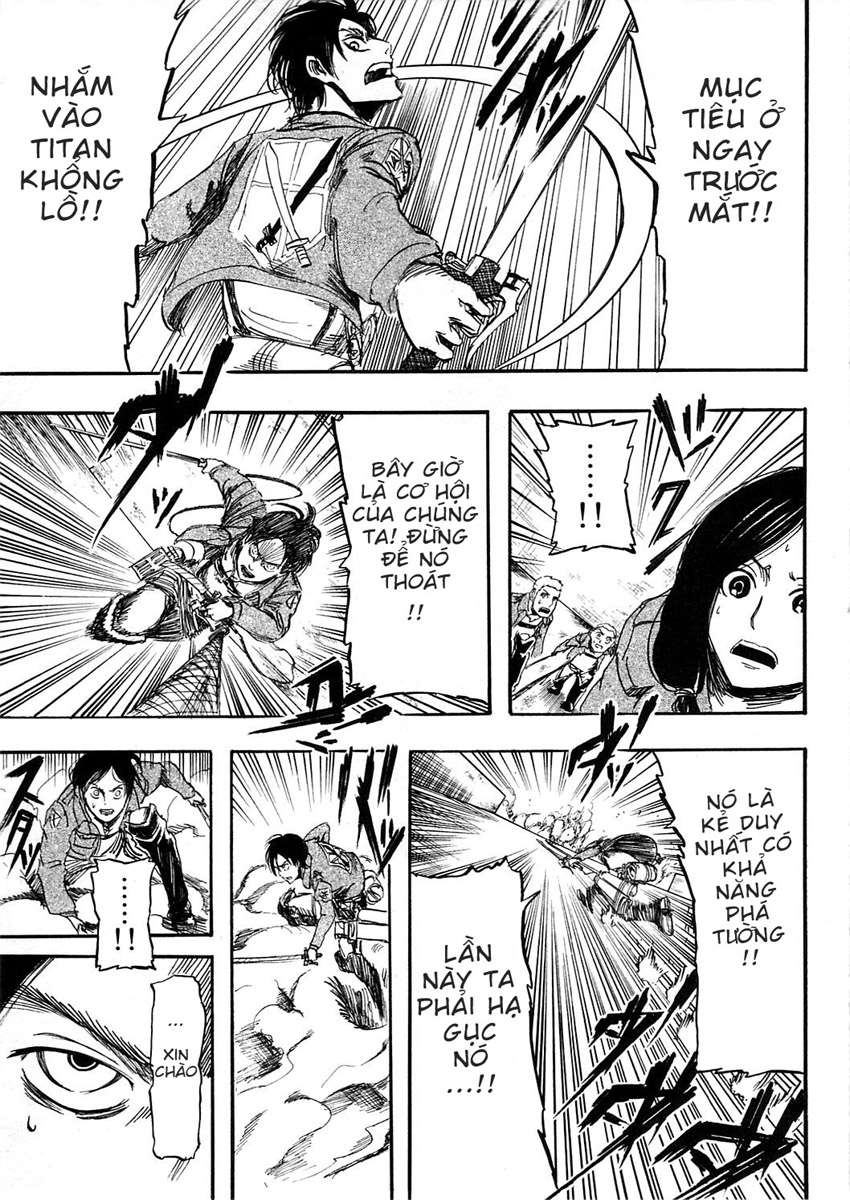 MỤC
TIÊU Ở
NGAY
TRƯỚC
MẮT!!
NHẮM
VÀO
TITAN
KHỔNG
LỒ!!
......
!!
BÂY GIỜ
LÀ CƠ HỘI
CỦA CHÚNG
TA! ĐỪNG
ĐỂ NÓ
THOÁT
!!
NÓ LÀ
KẺ DUY
NHẤT CÓ
KHẢ
NĂNG
PHÁ
TƯỜNG
!!
LẦN
NÀY TA
PHẢI HẠ
GỤC
NÓ
...!!
......
!!
...
XIN
CHÀO